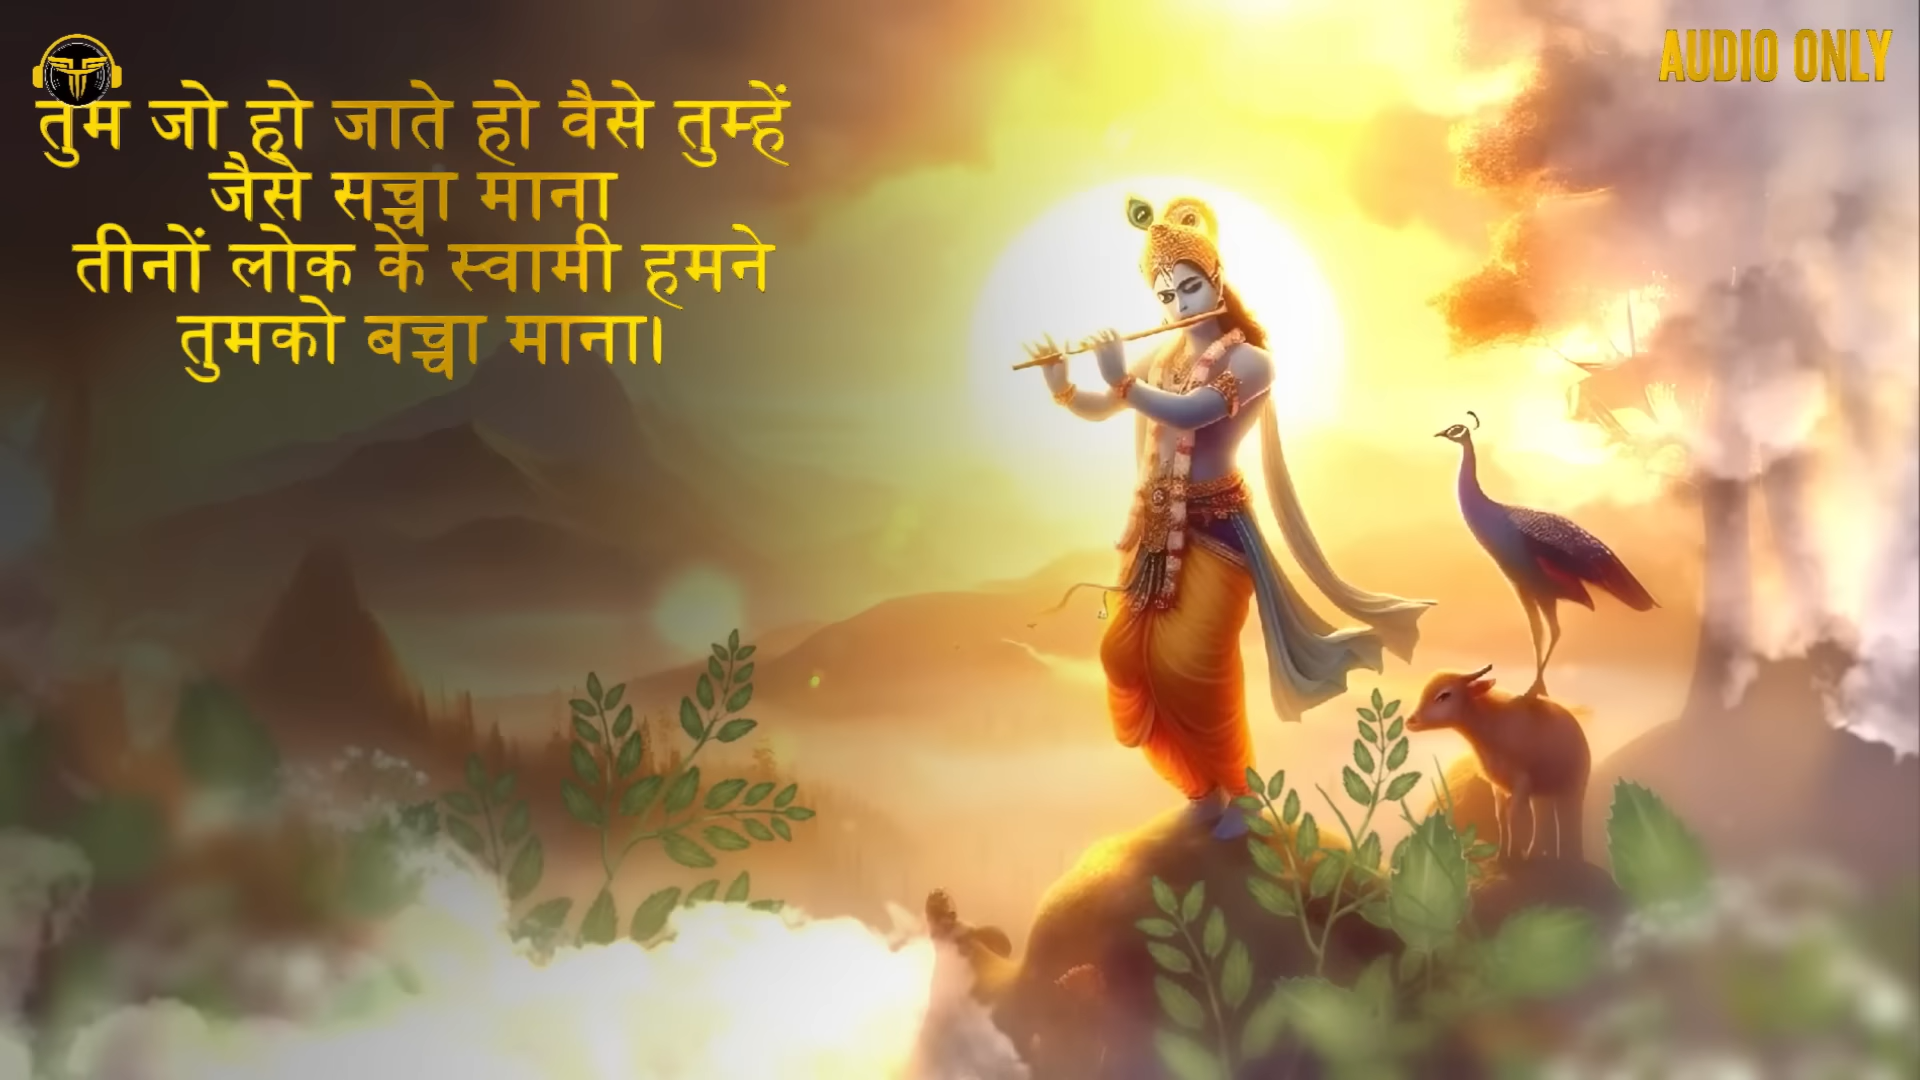 AUDIO ONLY
तुम जो हो जाते हो वैसे तुम्हें
जैसे सच्चा माना
तीनों लोक के स्वामी हमने
तुमको बच्चा माना।